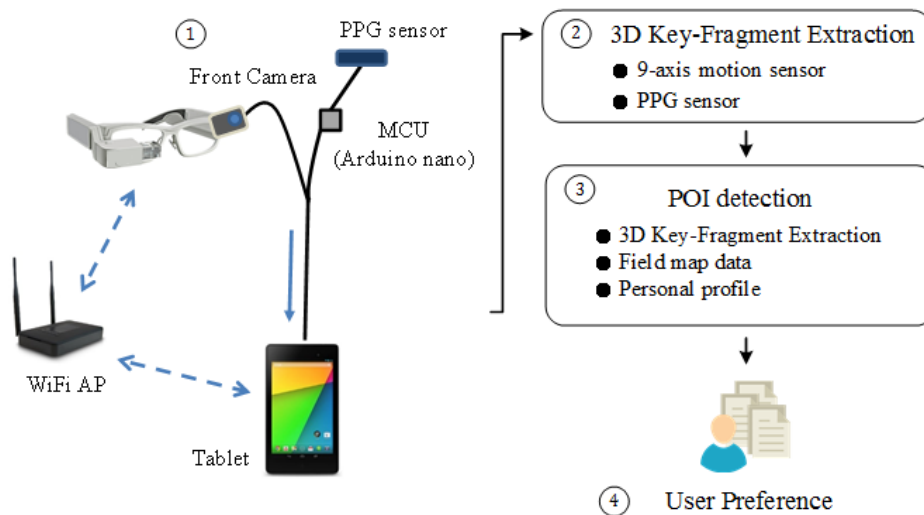 1
PPG sensor
Front Camera
MCU
(Arduino nano)
WiFi AP
Tablet
2
3D Key-Fragment Extraction
● 9-axis motion sensor
● PPG sensor
3
POI detection
● 3D Key-Fragment Extraction
● Field map data
● Personal profile
4
User Preference